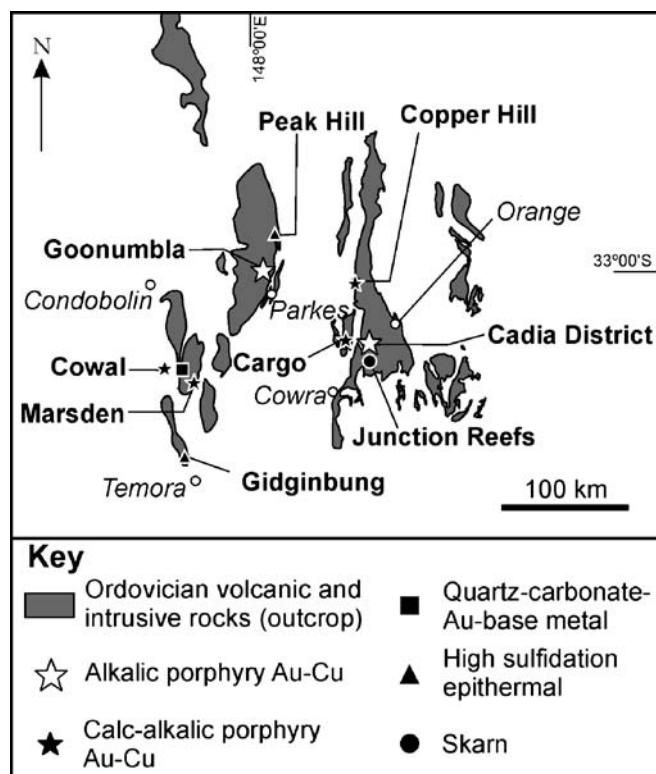 N
148°00'E
Peak Hill
Copper Hill
Orange
Goonumbla
33°00'S
Condobolin
Parkes
Cadia District
Cowal
Cargo
Cowra
Marsden
Junction Reefs
Gidginbung
Temora
100 km
Key
Ordovician volcanic and
intrusive rocks (outcrop)
Alkalic porphyry Au-Cu
Calc-alkalic porphyry
Au-Cu
Quartz-carbonate-
Au-base metal
High sulfidation
epithermal
Skarn